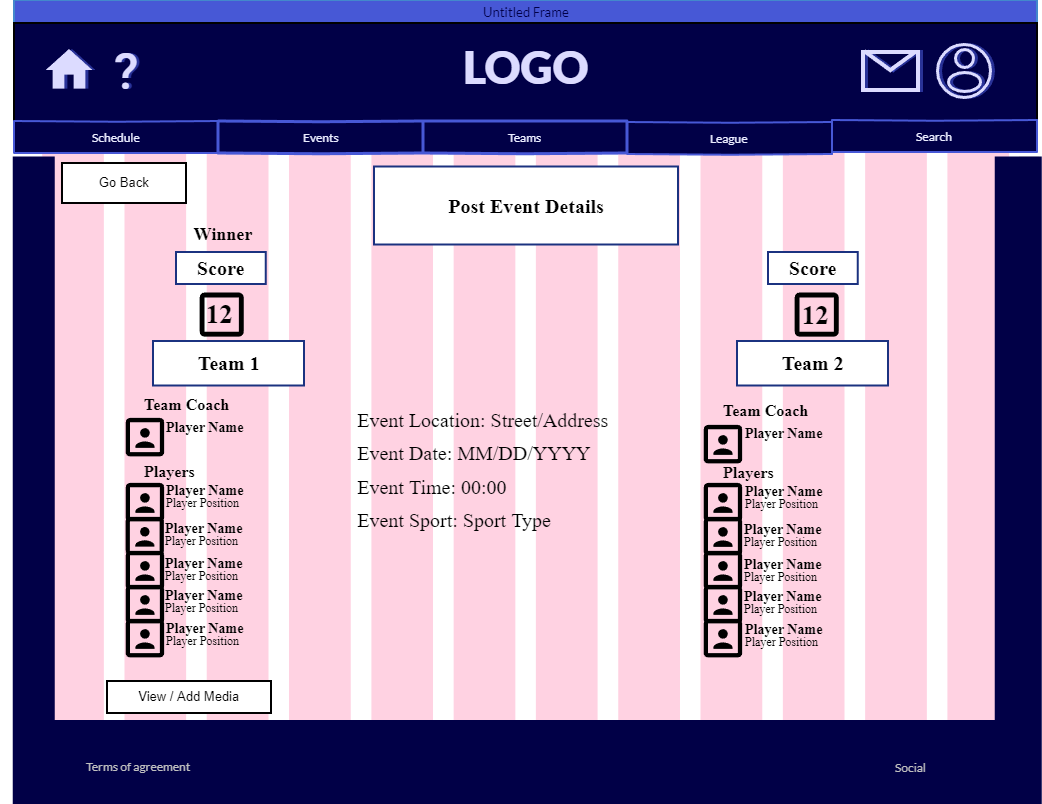 Untitled Frame
?
LOGO
Schedule
Events
Teams
League
Search
Go Back
Post Event Details
Winner
Score
12
Team 1
Team Coach
Player Name
Players
Player Name
Player Position
Player Name
Player Position
Player Name
Player Position
Player Name
Player Position
Player Name
Player Position
View / Add Media
Event Location: Street/Address
Event Date: MM/DD/YYYY
Event Time: 00:00
Event Sport: Sport Type
Score
12
Team 2
Team Coach
Player Name
Players
Player Name
Player Position
Player Name
Player Position
Player Name
Player Position
Player Name
Player Position
Player Name
Player Position
Terms of agreement
Social